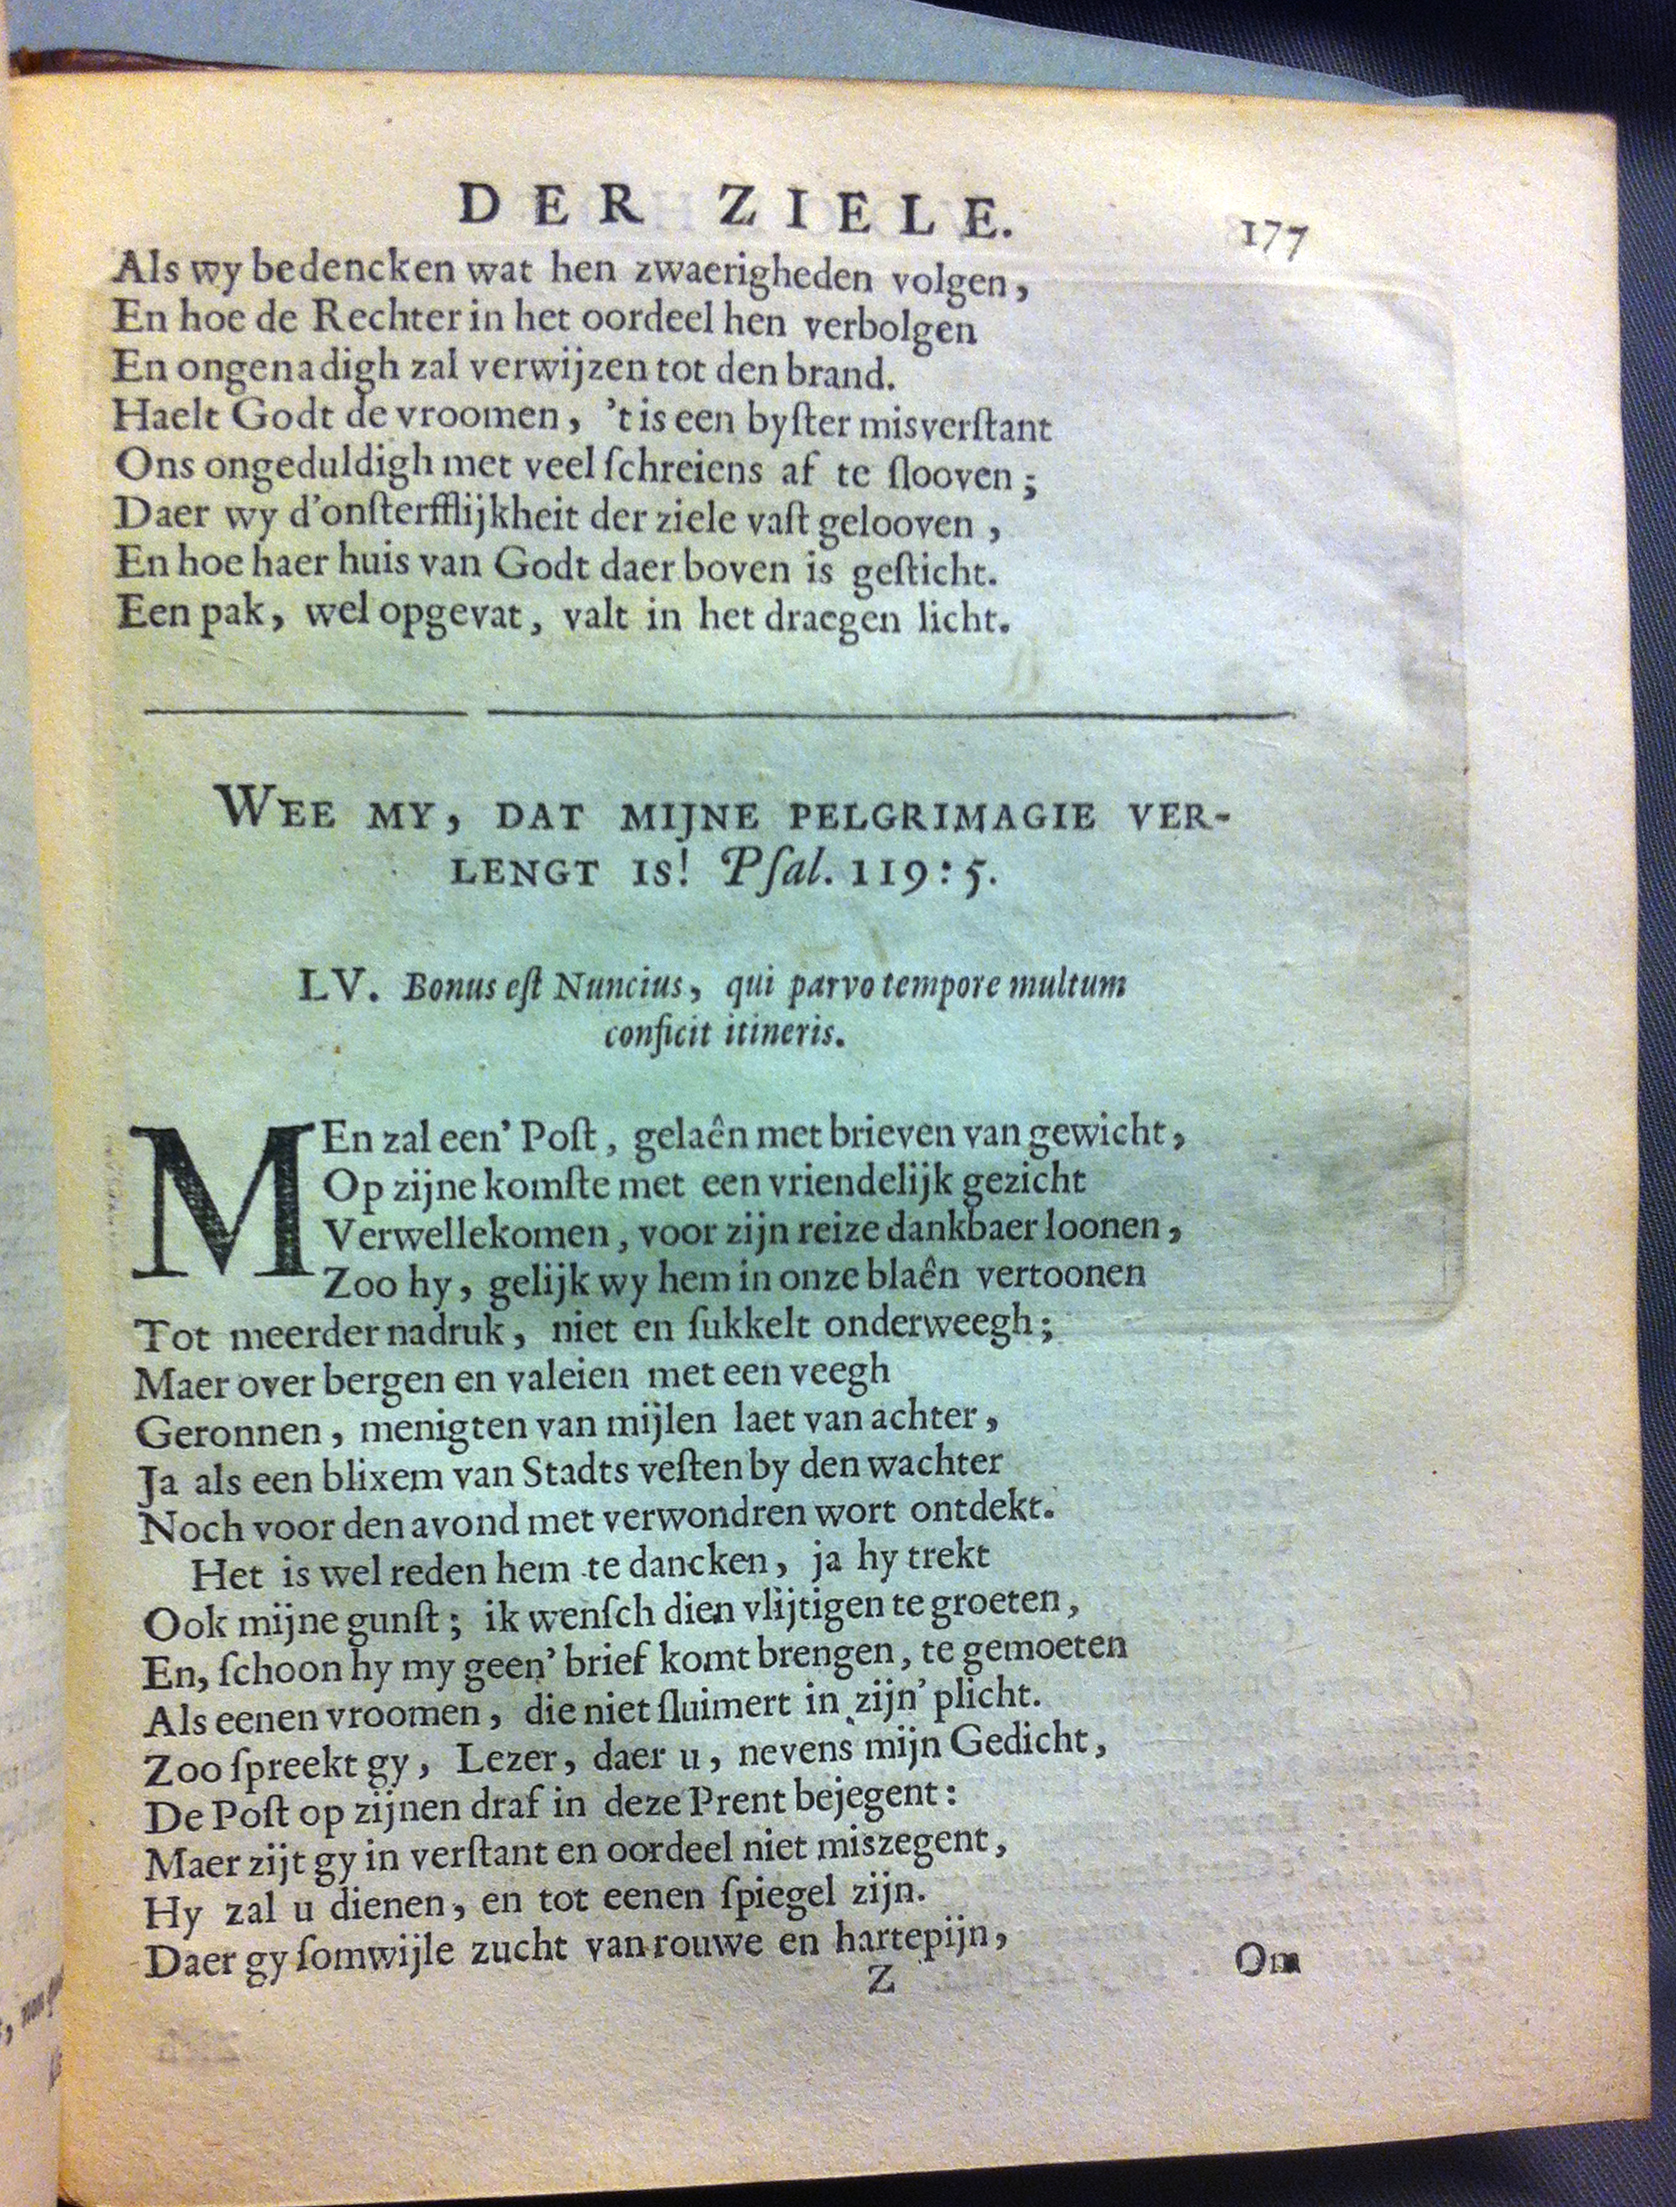 DER ZIELE. 177
Als wy bedencken wat hen zwaerigheden volgen,
En hoe de Rechter in het oordeel hen verbolgen
En ongenadigh zal verwijzen tot den brand.
Haelt Godt de vroomen, 't is een byſter misverſtant
Ons ongeduldigh met veel ſchreiens af te ſlooven;
Daer wy d'onſterfflijkheit der ziele vaſt gelooven,
En hoe haer huis van Godt daer boven is geſticht.
Een pak, wel opgevat, valt in het draegen licht.
WEE MY, DAT MIJNE PELGRIMAGIE VER-
LENGT IS! Pſal. 119:5.
LV. Bonus eſt Nuncius, qui parvo tempore multum
conficit itineris.
MEn zal een' Poſt, gelaên met brieven van gewicht,
Op zijne komſte met een vriendelijk gezicht
Verwellekomen, voor zijn reize dankbaer loonen,
Zoo hy, gelijk wy hem in onze blaên vertoonen
Tot meerder nadruk, niet en ſukkelt onderweegh;
Maer over bergen en valeien met een veegh
Geronnen, menigten van mijlen laet van achter,
Ja als een blixem van Stadts veſten by den wachter
Noch voor den avond met verwondren wort ontdekt.
Het is wel reden hem te dancken, ja hy trekt
Ook mijne gunſt; ik wenſch dien vlijtigen te groeten,
En, ſchoon hy my geen' brief komt brengen, te gemoeten
Als eenen vroomen, die niet ſluimert in zijn' plicht.
Zoo ſpreekt gy, Lezer, daer u, nevens mijn Gedicht,
De Poſt op zijnen draf in deze Prent bejegent:
Maer zijt gy in verſtant en oordeel niet miszegent,
Hy zal u dienen, en tot eenen ſpiegel zijn.
Daer gy ſomwijle zucht van rouwe en hartepijn,
Z Om